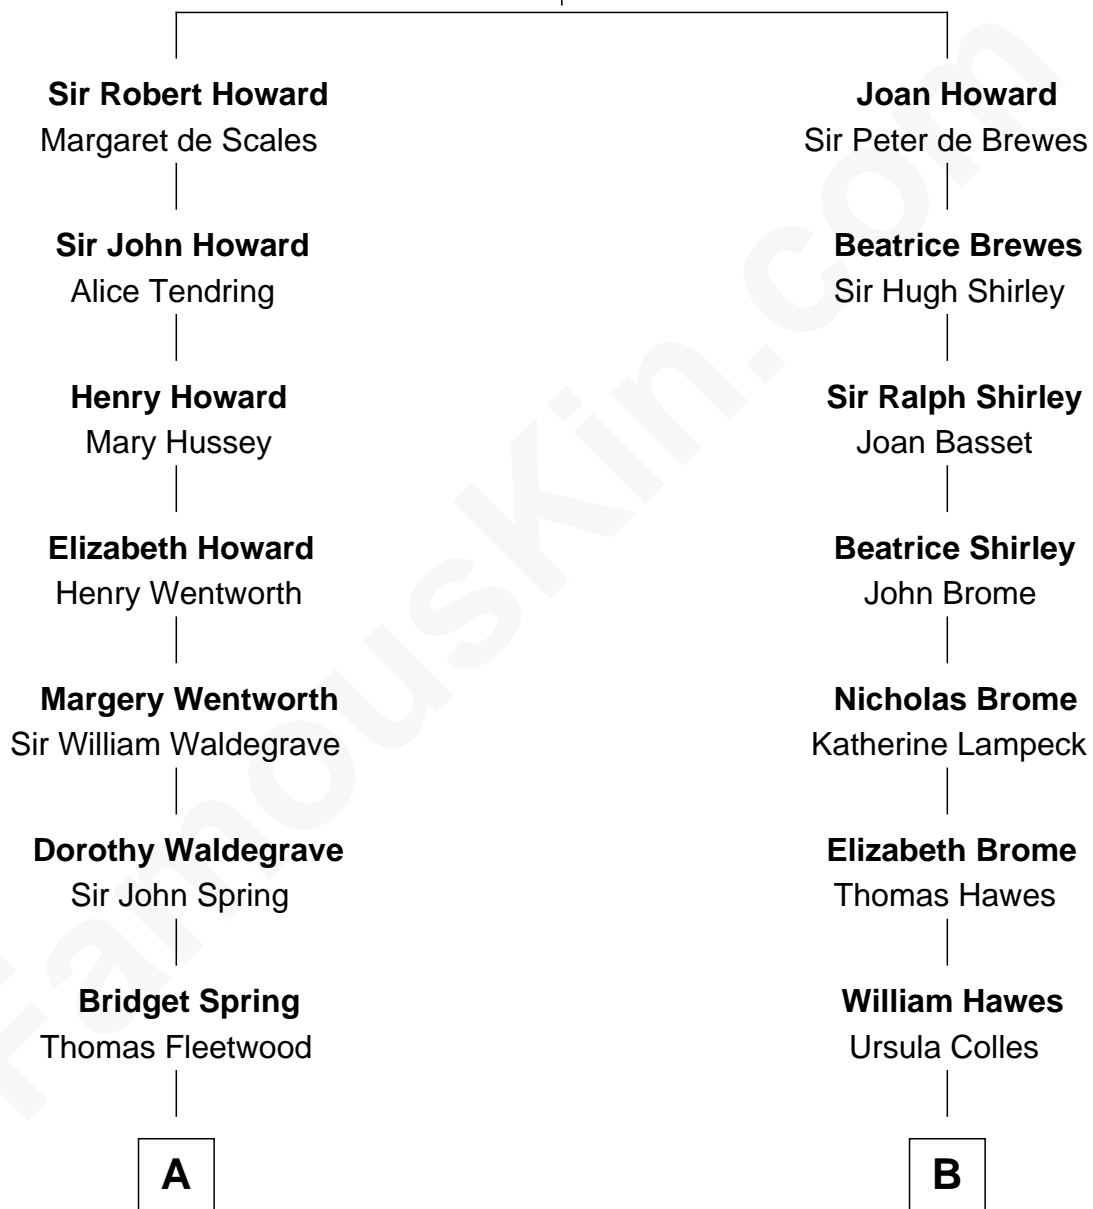 Sir Robert Howard
Margaret de Scales
Sir John Howard
Alice Tendring
Henry Howard
Mary Hussey
Elizabeth Howard
Henry Wentworth
Margery Wentworth
Sir William Waldegrave
Dorothy Waldegrave
Sir John Spring
Bridget Spring
Thomas Fleetwood
A
Joan Howard
Sir Peter de Brewes
Beatrice Brewes
Sir Hugh Shirley
Sir Ralph Shirley
Joan Basset
Beatrice Shirley
John Brome
Nicholas Brome
Katherine Lampeck
Elizabeth Brome
Thomas Hawes
William Hawes
Ursula Colles
B
FamousKin.com